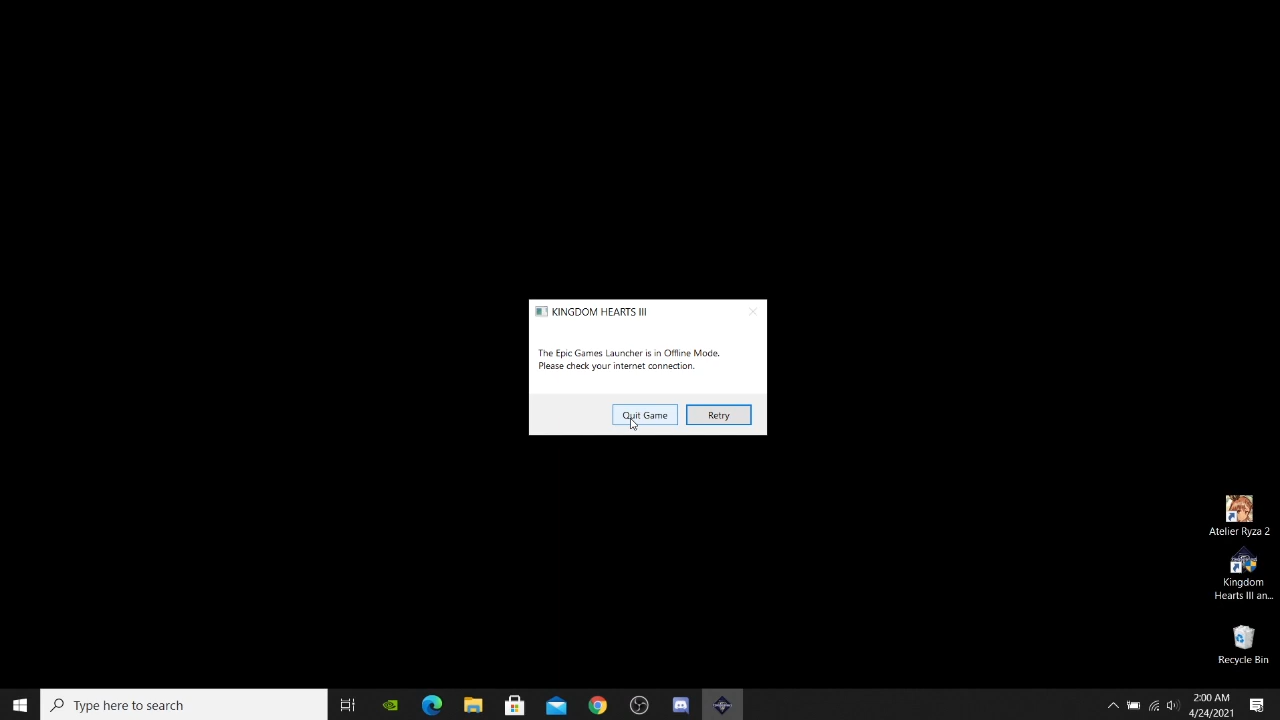 KINGDOM HEARTS III
The Epic Games Launcher is in Offline Mode.
Please check your internet connection.
Quit Game
Retry
Atelier Ryza 2
Kingdom
Hearts III an...
Recycle Bin
Type here to search
2:00 AM
4/24/2021